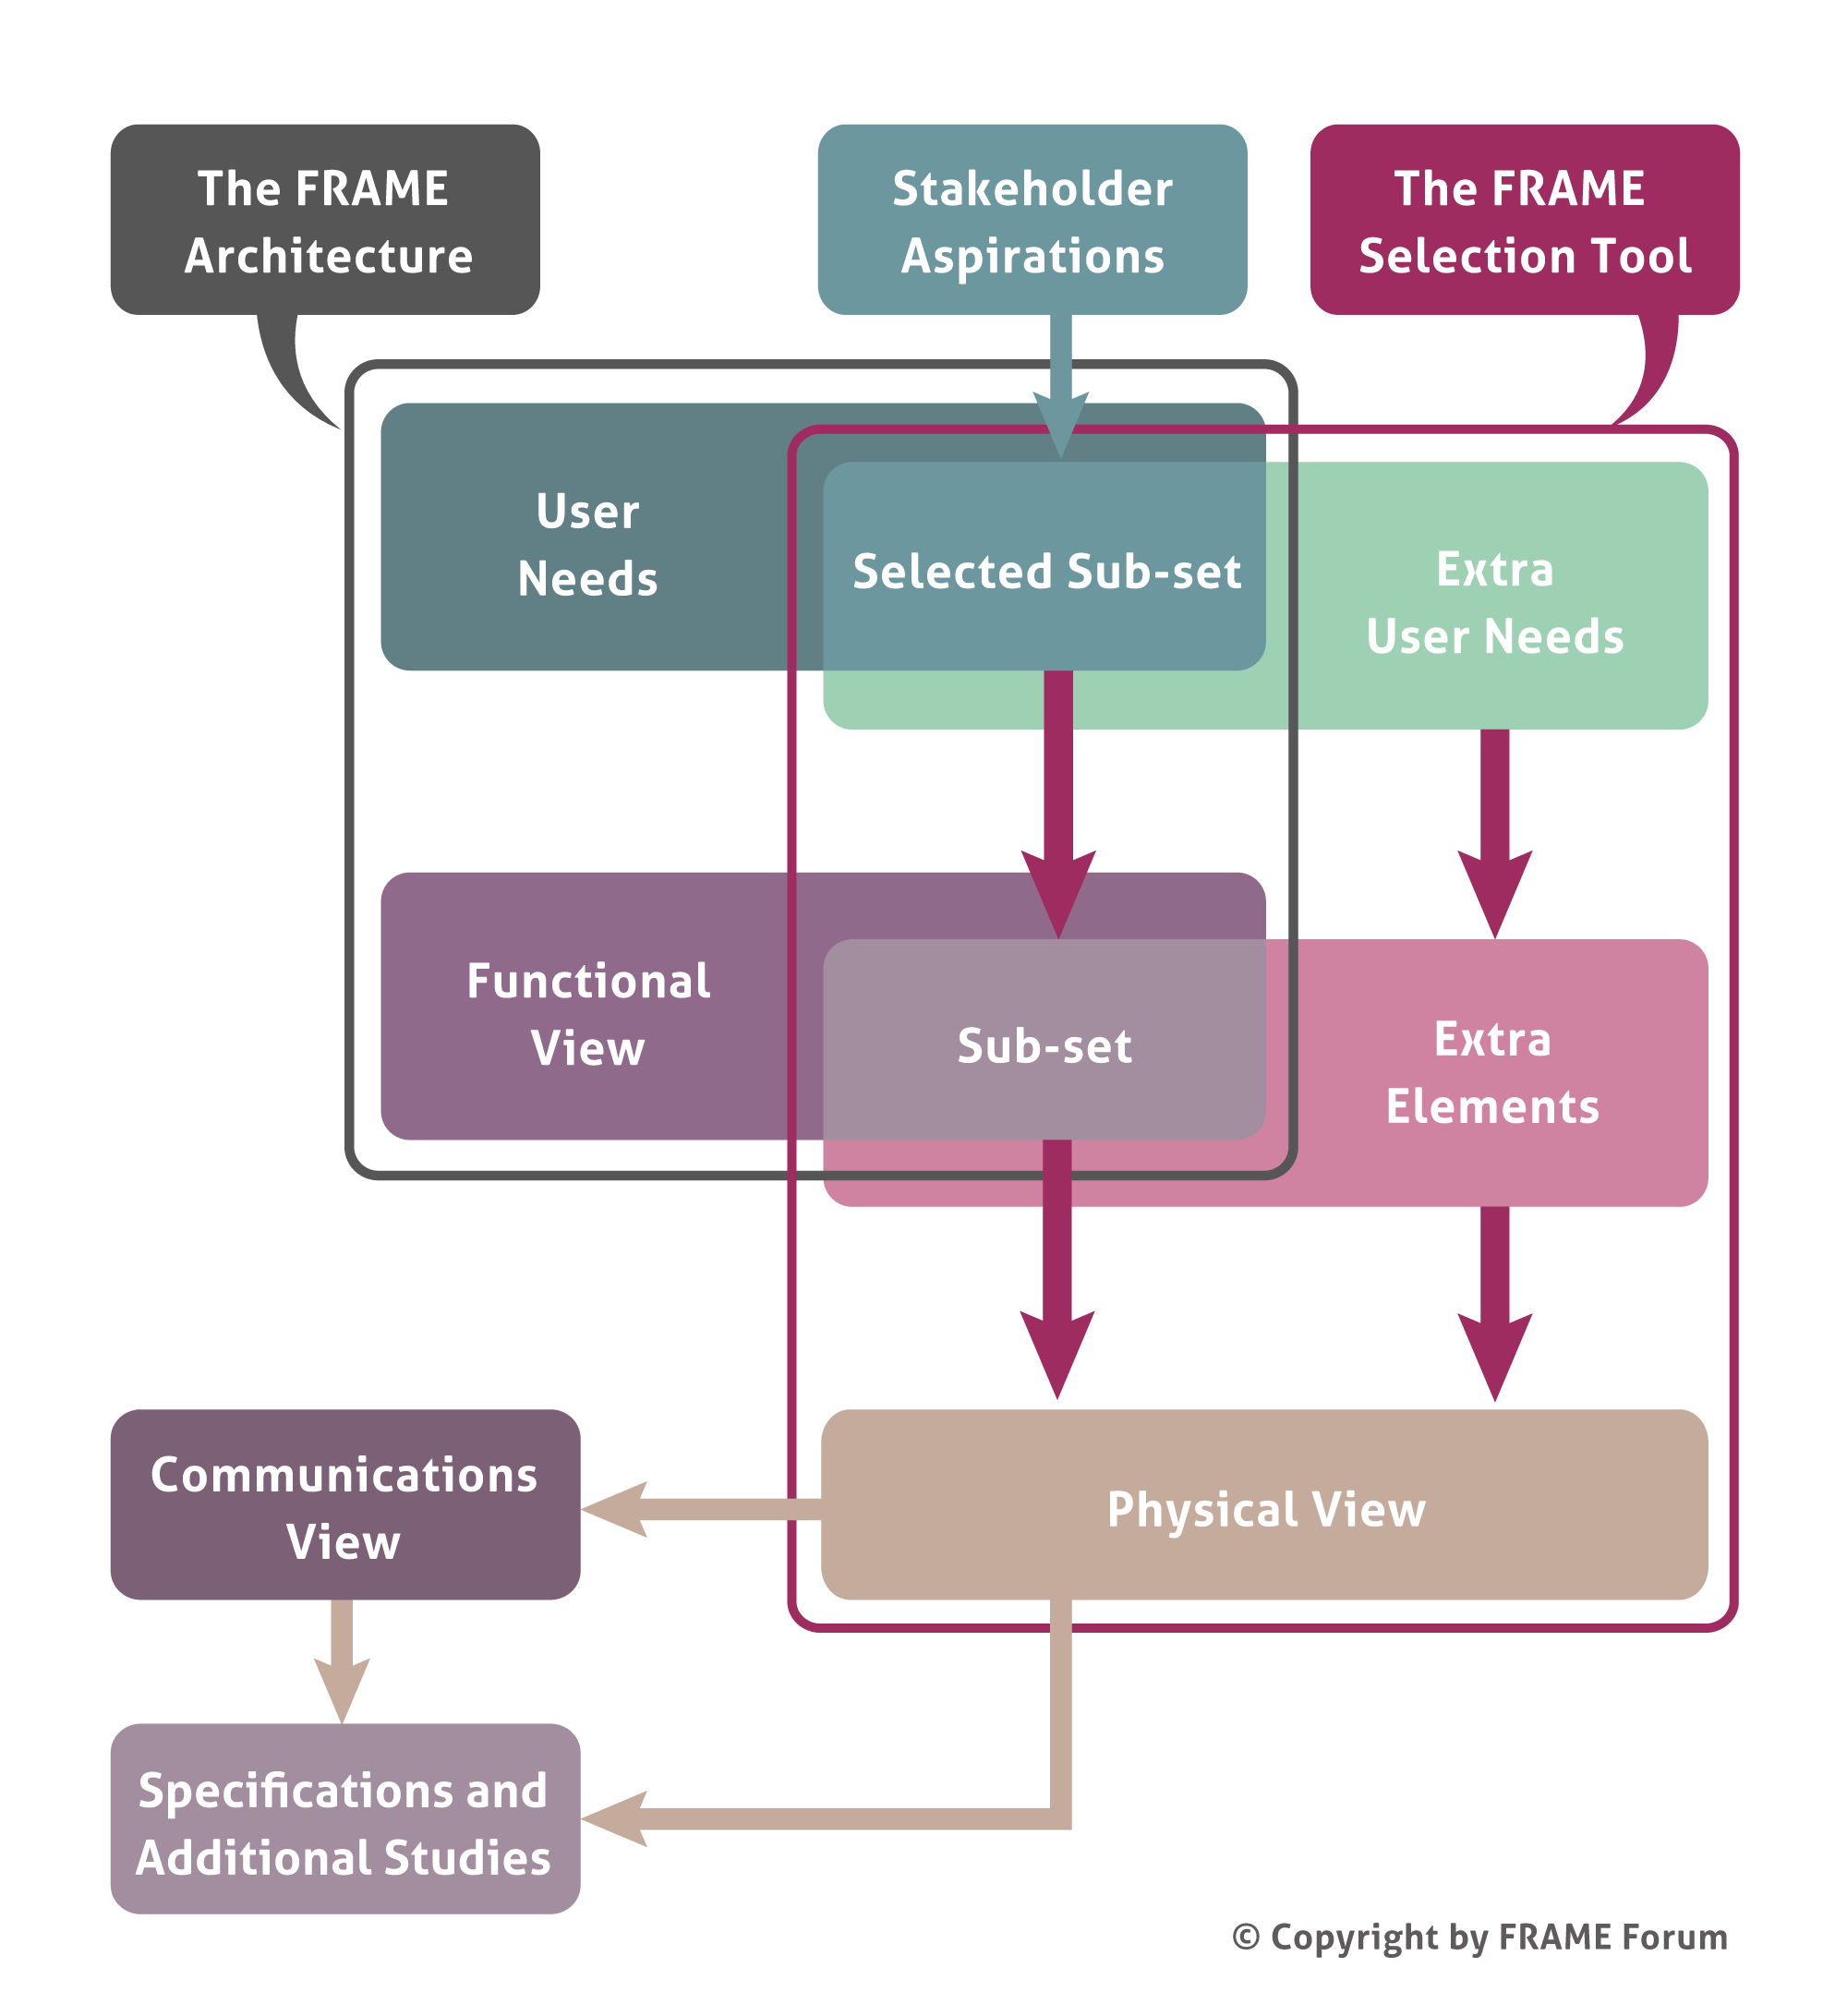 The FRAME
Architecture
Stakeholder
Aspirations
The FRAME
Selection Tool
User
Needs
Selected Sub-set
Extra
User Needs
Functional
View
Sub-set
Extra
Elements
Communications
View
Physical View
Specifications and
Additional Studies
© Copyright by FRAME Forum